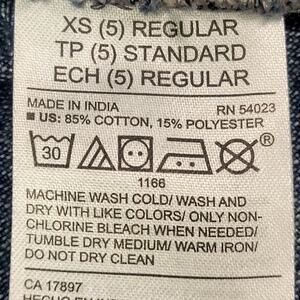 XS (5) REGULAR
TP (5) STANDARD
ECH (5) REGULAR
MADE IN INDIA RN 54023
■ US: 85% COTTON, 15% POLYESTER
30 ®
1166
MACHINE WASH COLD/ WASH AND
DRY WITH LIKE COLORS/ ONLY NON-
CHLORINE BLEACH WHEN NEEDED/
TUMBLE DRY MEDIUM/ WARM IRON/
DO NOT DRY CLEAN
CA 17897
HECHO EN